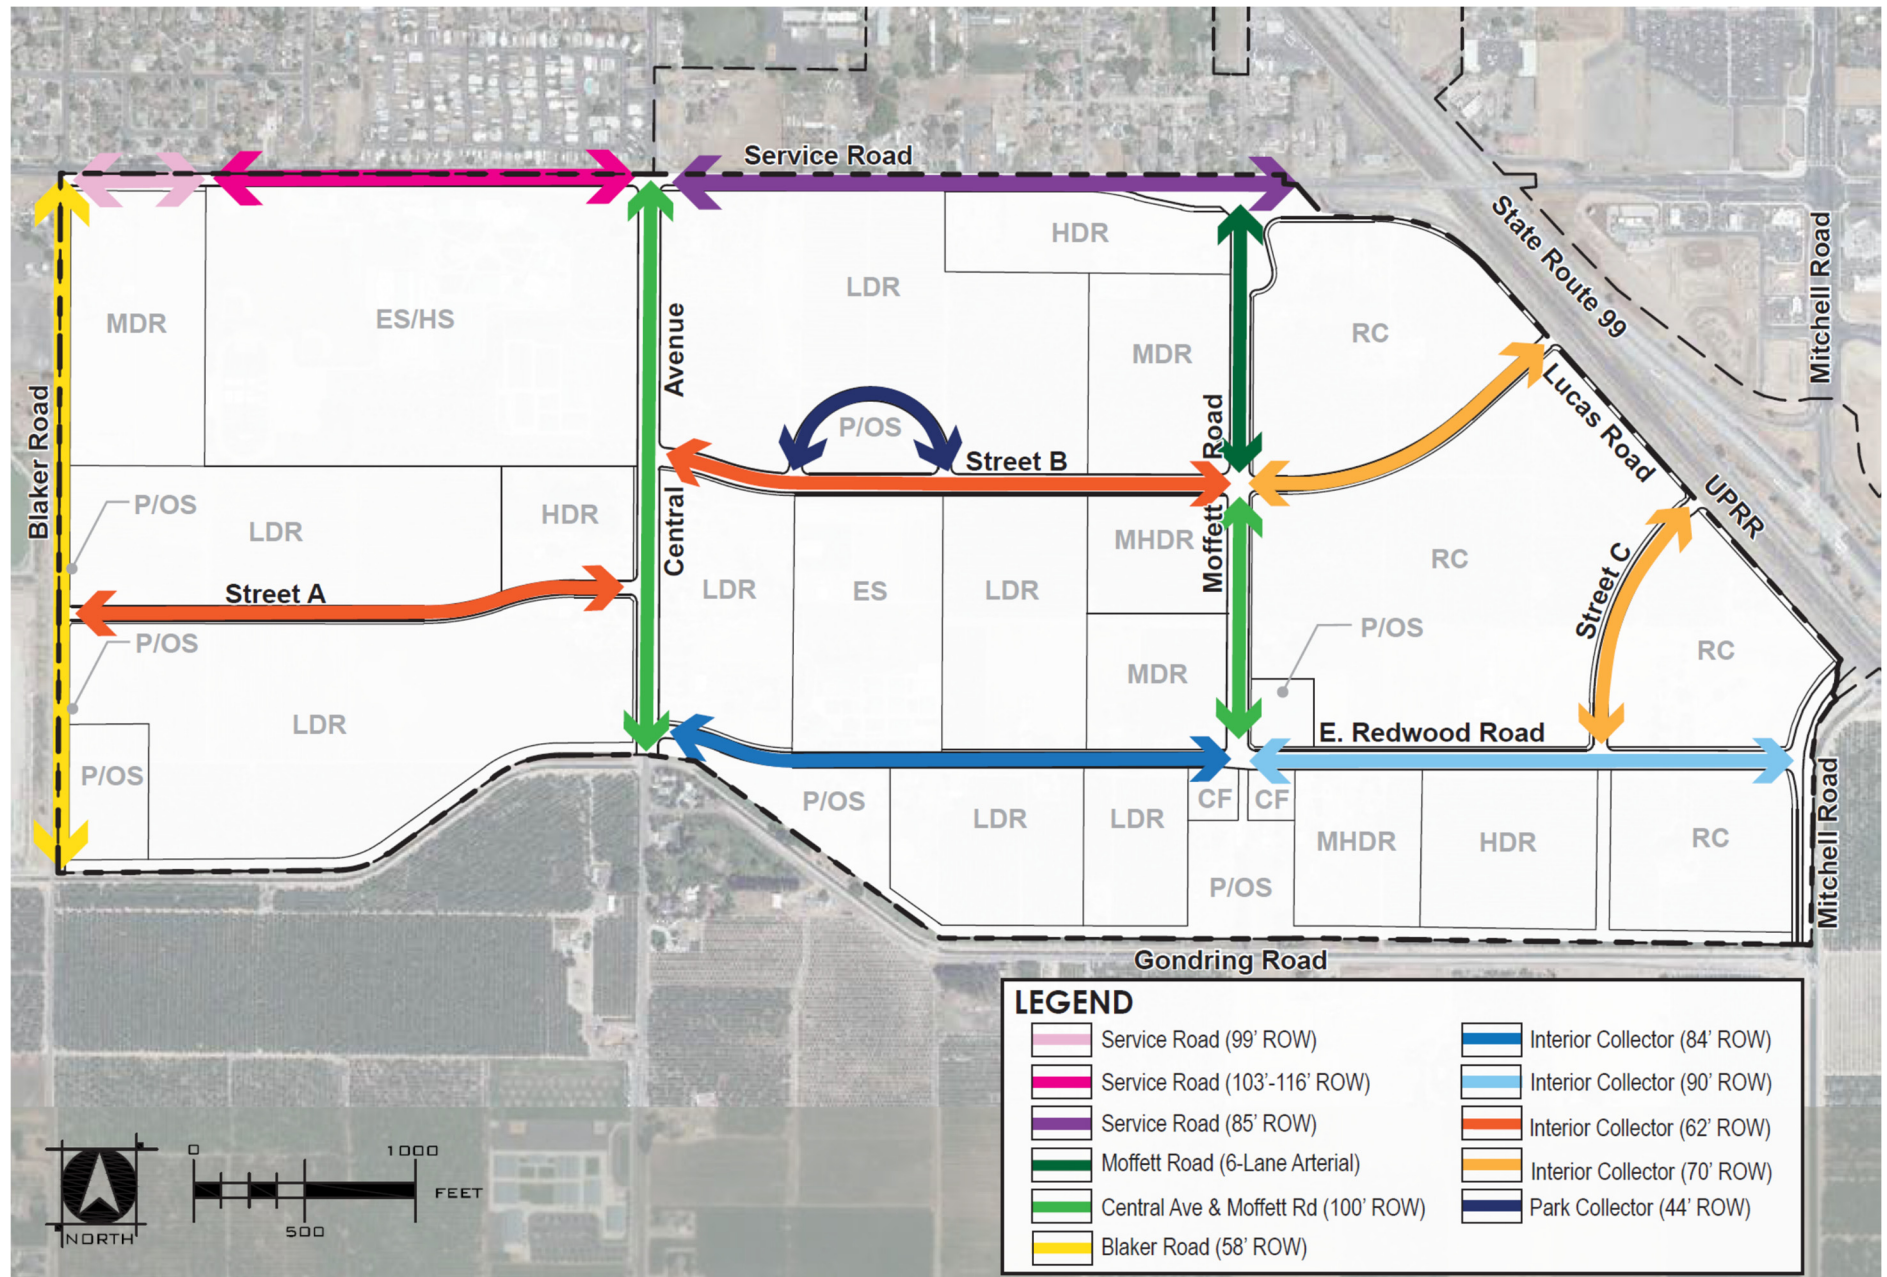 Service Road
State Route 99
Mitchell Road
HDR
LDR
MDR
ES/HS
RC
MDR
Avenue
Blaker Road
Lucas Road
P/OS
Road
Street B
UPRR
P/OS
LDR
HDR
Central
MHDR
Moffett
RC
Street C
Street A
LDR
ES
LDR
P/OS
P/OS
RC
MDR
LDR
E. Redwood Road
P/OS
P/OS
LDR
LDR
CF
CF
MHDR
HDR
RC
Mitchell Road
P/OS
Gondring Road
LEGEND
Service Road (99' ROW)
Service Road (103'-116' ROW)
Service Road (85' ROW)
Moffett Road (6-Lane Arterial)
Central Ave & Moffett Rd (100' ROW)
Blaker Road (58' ROW)
Interior Collector (84' ROW)
Interior Collector (90' ROW)
Interior Collector (62' ROW)
Interior Collector (70' ROW)
Park Collector (44' ROW)
NORTH
0
1000
FEET
500